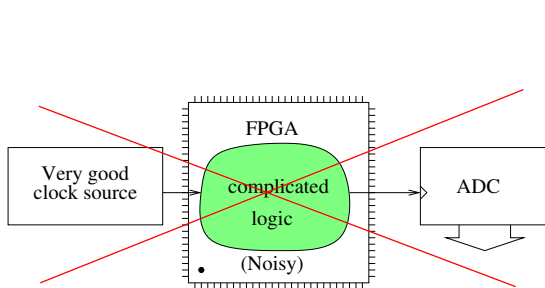 Very good
clock source
FPGA
complicated
logic
(Noisy)
ADC